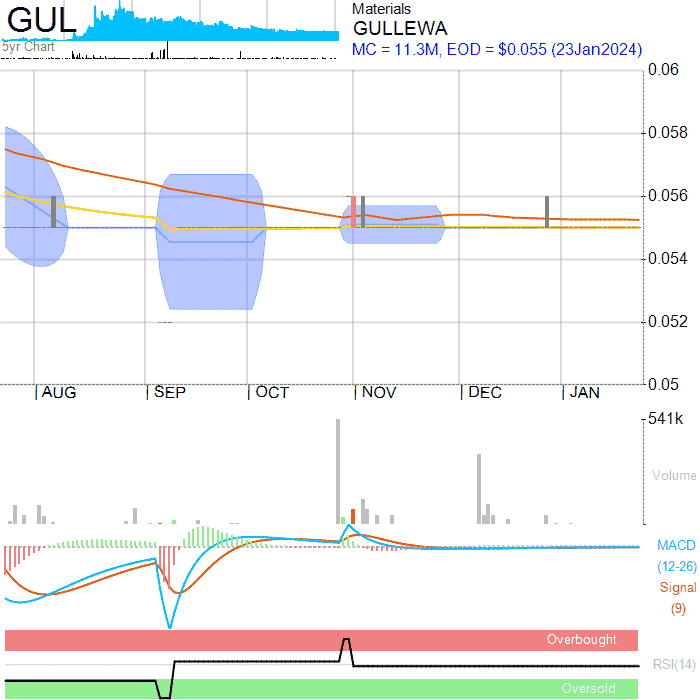 GUL
5yr Chart
Materials
GULLEWA
MC = 11.3M, EOD = $0.055 (23Jan2024)
0.06
0.058
0.056
0.054
0.052
0.05
AUG
SEP
OCT
NOV
DEC
JAN
541k
Volume
MACD
(12-26)
Signal
(9)
Overbought
RSI(14)
Oversold